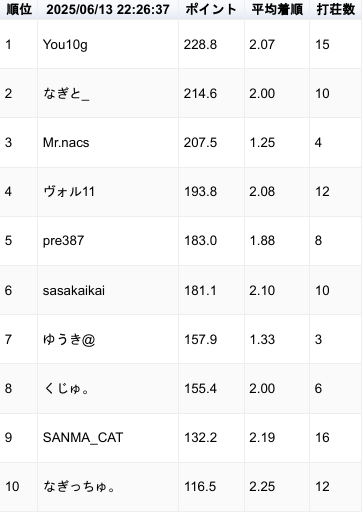 順位 2025/06/13 22:26:37 ポイント 平均着順 打荘数
1 You10g 228.8 2.07 15
2 なぎと_ 214.6 2.00 10
3 Mr.nacs 207.5 1.25 4
4 ヴォル11 193.8 2.08 12
5 pre387 183.0 1.88 8
6 sasakaikai 181.1 2.10 10
7 ゆうき@ 157.9 1.33 3
8 くじゅ。 155.4 2.00 6
9 SANMA_CAT 132.2 2.19 16
10 なぎっちゅ。 116.5 2.25 12